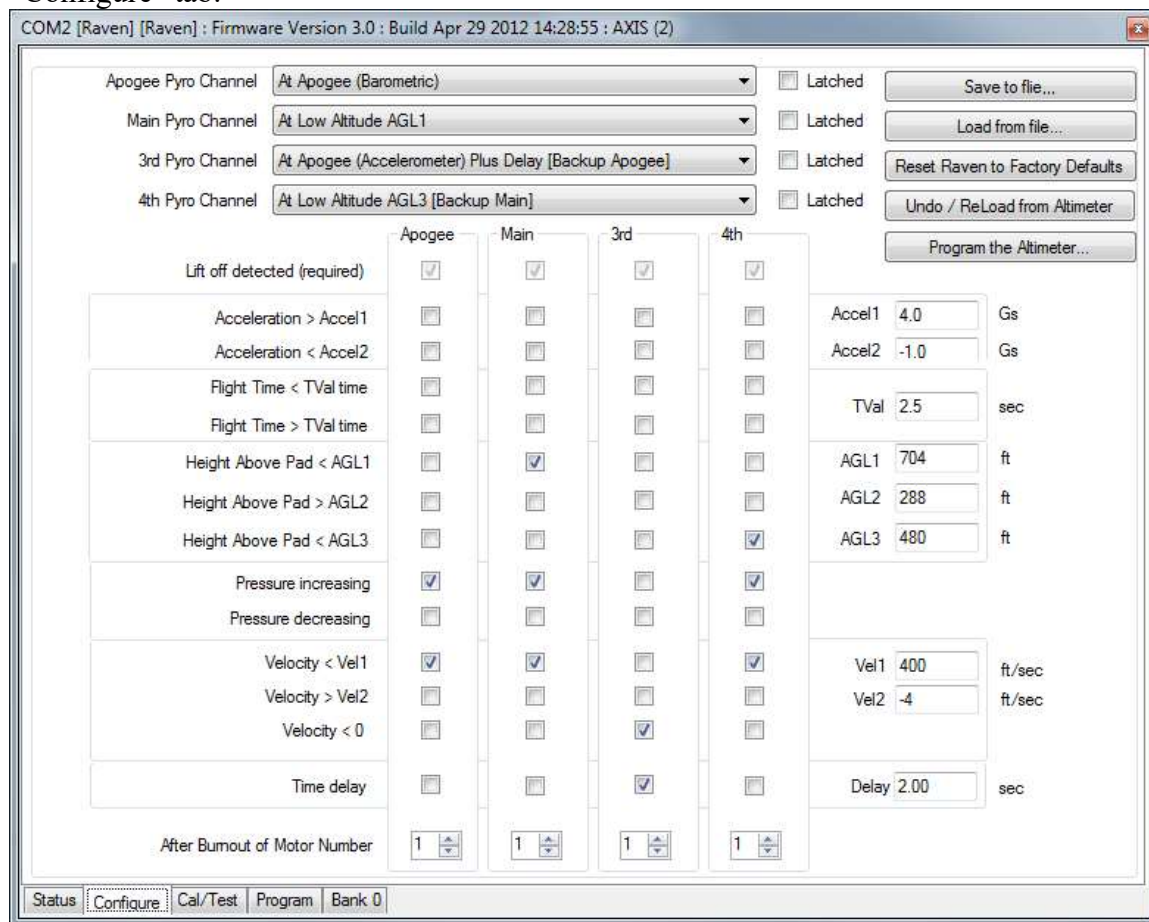 "Configure" tab.
COM2 [Raven] [Raven] : Firmware Version 3.0 : Build Apr 29 2012 14:28:55 : AXIS (2)
Apogee Pyro Channel At Apogee (Barometric) Latched Save to flie,...
Main Pyro Channel At Low Altitude AGL1 Latched Load from file...
3rd Pyro Channel At Apogee (Accelerometer) Plus Delay [Backup Apogee] Latched Reset Raven to Factory Defaults
4th Pyro Channel At Low Altitude AGL3 [Backup Main] Latched Undo / ReLoad from Altimeter
Program the Altimeter...
Apogee Main 3rd 4th
Lift off detected (required)
Acceleration > Accel1 Accel1 4.0 Gs
Acceleration < Accel2 Accel2 -1.0 Gs
Flight Time < TVal time
TVal 2.5 sec
Flight Time > TVal time
Height Above Pad < AGL1 AGL1 704 ft
Height Above Pad > AGL2 AGL2 288 ft
Height Above Pad < AGL3 AGL3 480 ft
Pressure increasing
Pressure decreasing
Velocity < Vel1 Vel1 400 ft/sec
Velocity > Vel2 Vel2 -4 ft/sec
Velocity < 0
Time delay Delay 2.00 sec
After Burnout of Motor Number 1 1 1 1
Status Configure Cal/Test Program Bank 0